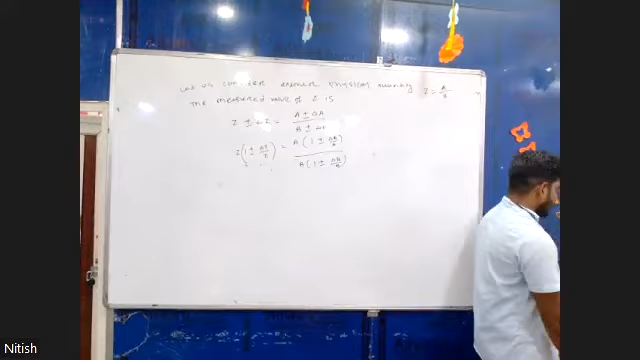 Let us consider another physical quantity Z = A/B
The measured value of Z is
Z ± ΔZ = (A ± ΔA)/(B ± ΔB)
Z(1 ± ΔZ/Z) = A(1 ± ΔA/A)/B(1 ± ΔB/B)
Nitish